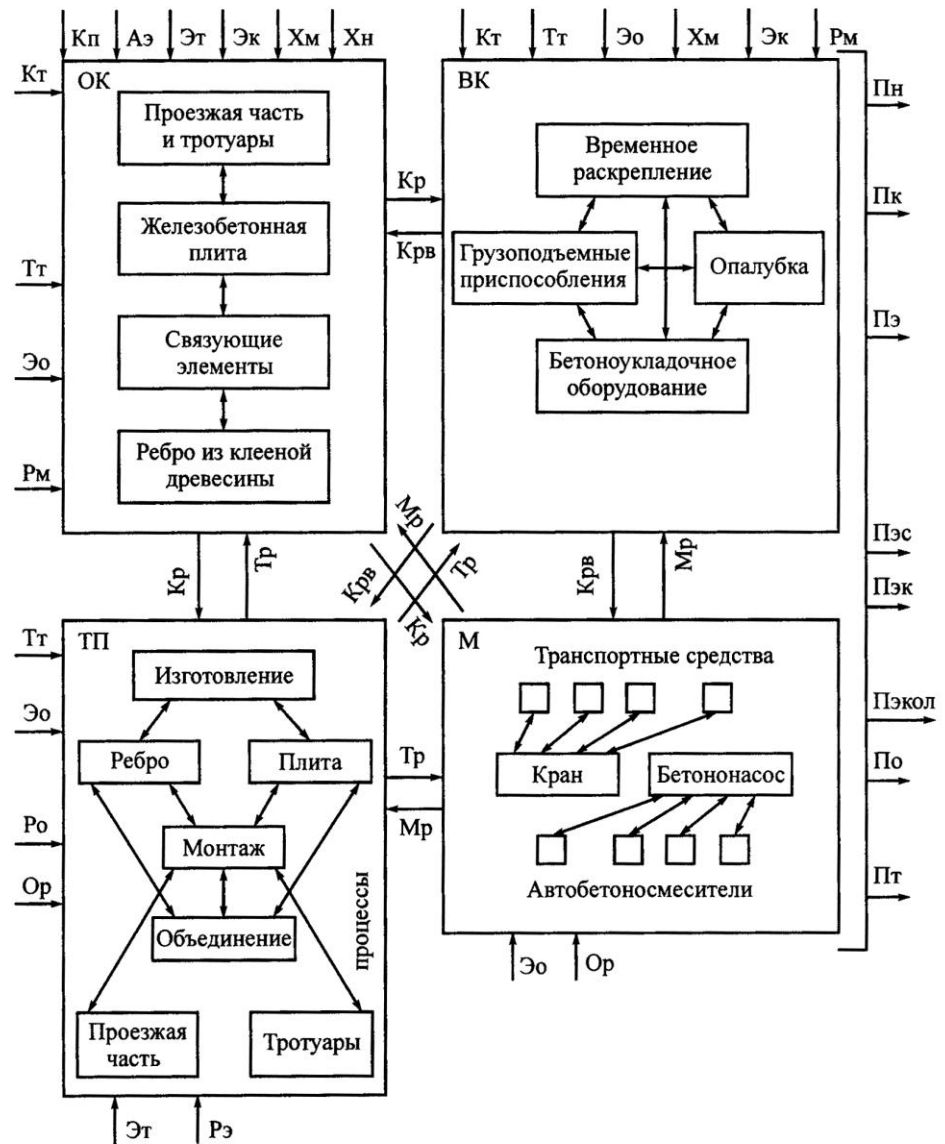 Кп Аэ Эт Эк Хм Хн
Кт Тт Эо Хм Эк Рм
Кт
Тт
Эо
Рм
ОК
Проезжая часть
и тротуары
Железобетонная
плита
Связующие
элементы
Ребро из клееной
древесины
Кр
Крв
ВК
Временное
раскрепление
Грузоподъемные
приспособления
Опалубка
Бетоноукладочное
оборудование
Пн
Пк
Пэ
Пэс
Пэк
Пэкол
По
Пт
Кр
Тр
Мр
Крв
Тр
Кр
Крв
Мр
Тт
Эо
Ро
Ор
ТП
Изготовление
Ребро
Плита
Монтаж
Объединение
процессы
Проезжая
часть
Тротуары
Эт
Рэ
Тр
Мр
М
Транспортные средства
Кран
Бетононасос
Автобетоносмесители
Эо
Ор